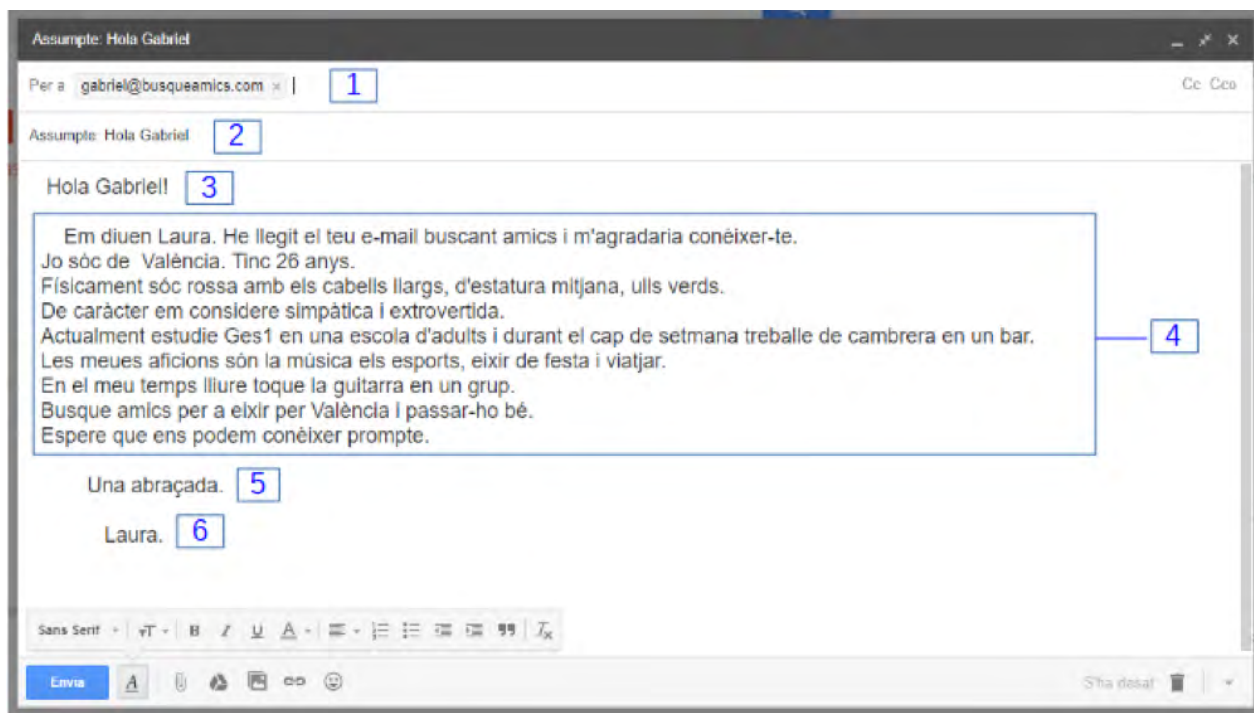 Assumpte: Hola Gabriel
Per a gabriel@busqueamics.com × 1 Cc Cco
Assumpte: Hola Gabriel 2
Hola Gabriel! 3
Em diuen Laura. He llegit el teu e-mail buscant amics i m'agradaria conèixer-te.
Jo sóc de València. Tinc 26 anys.
Físicament sóc rossa amb els cabells llargs, d'estatura mitjana, ulls verds.
De caràcter em considere simpàtica i extrovertida.
Actualment estudie Ges1 en una escola d'adults i durant el cap de setmana treballe de cambrera en un bar.
4
Les meues aficions són la música els esports, eixir de festa i viatjar.
En el meu temps lliure toque la guitarra en un grup.
Busque amics per a eixir per València i passar-ho bé.
Espere que ens podem conèixer prompte.
Una abraçada. 5
Laura. 6
Sans Serif
Envia
S'ha desat